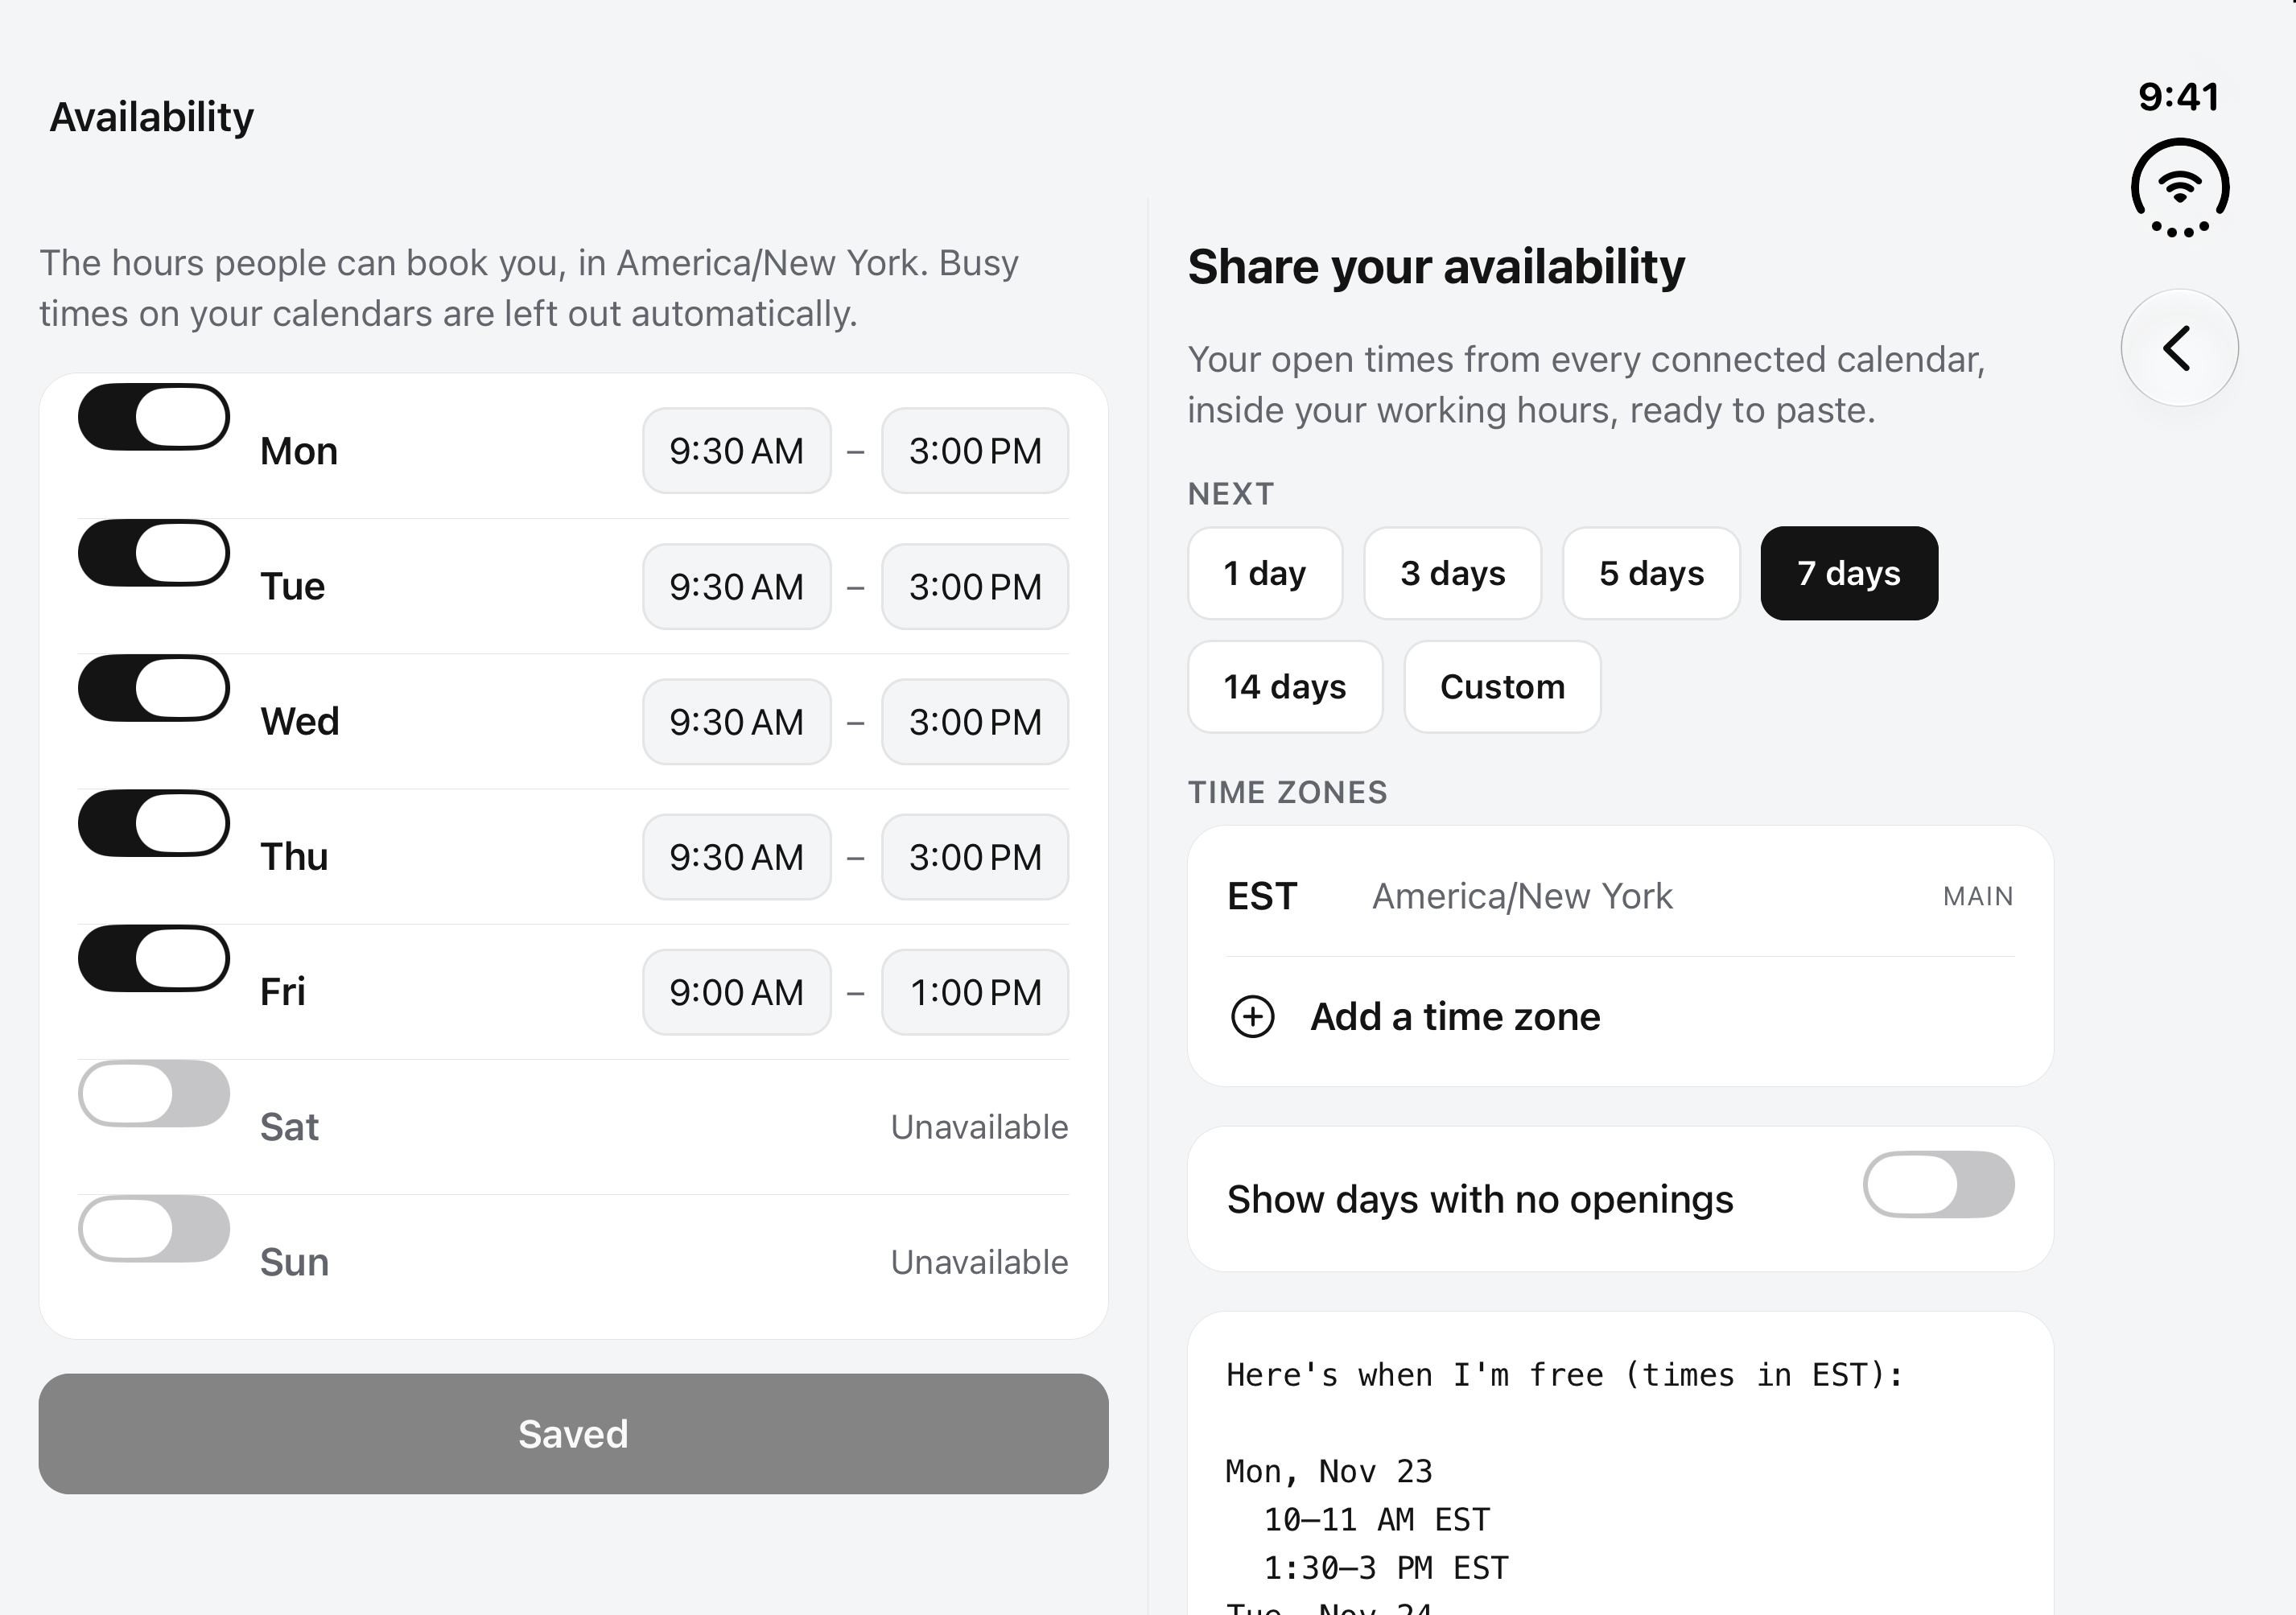 Availability
9:41
The hours people can book you, in America/New York. Busy
times on your calendars are left out automatically.
Mon 9:30 AM – 3:00 PM
Tue 9:30 AM – 3:00 PM
Wed 9:30 AM – 3:00 PM
Thu 9:30 AM – 3:00 PM
Fri 9:00 AM – 1:00 PM
Sat Unavailable
Sun Unavailable
Saved
Share your availability
Your open times from every connected calendar,
inside your working hours, ready to paste.
NEXT
1 day 3 days 5 days 7 days
14 days Custom
TIME ZONES
EST America/New York MAIN
Add a time zone
Show days with no openings
Here's when I'm free (times in EST):
Mon, Nov 23
10–11 AM EST
1:30–3 PM EST
Tue, Nov 24